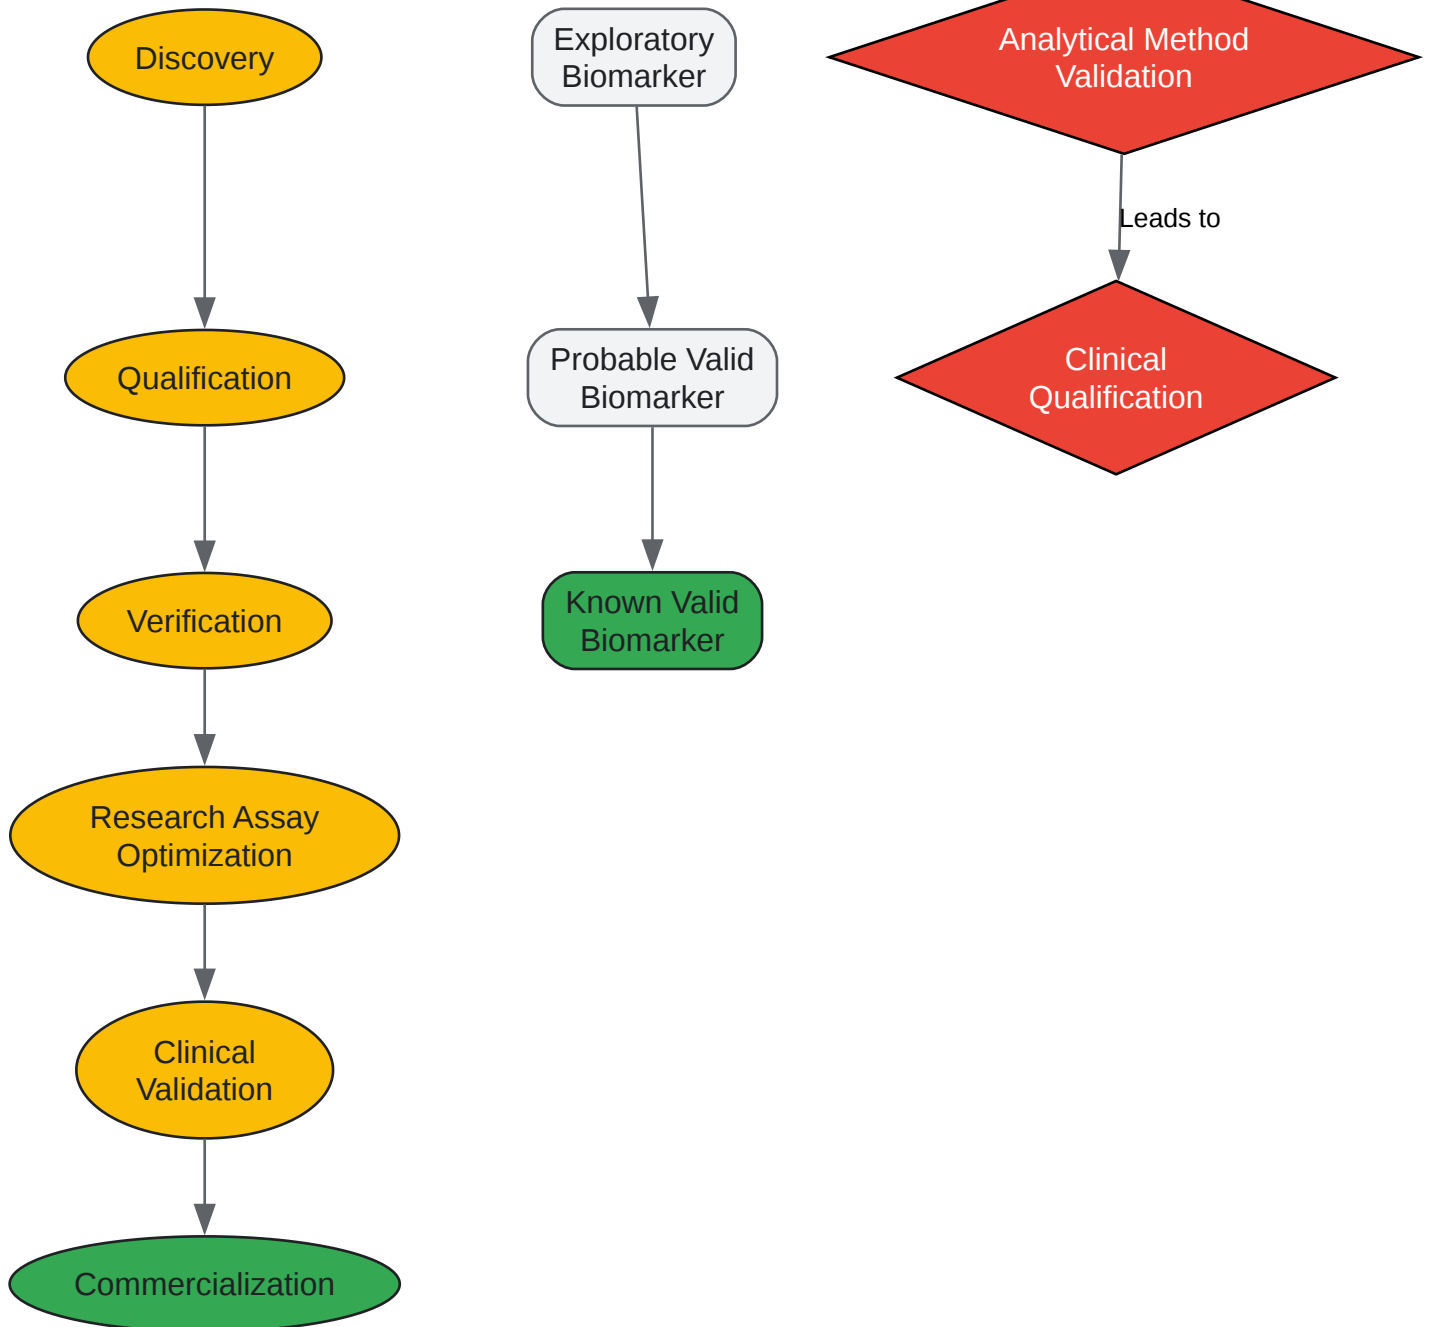 Discovery
Qualification
Verification
Research Assay
Optimization
Clinical
Validation
Commercialization
Exploratory
Biomarker
Probable Valid
Biomarker
Known Valid
Biomarker
Analytical Method
Validation
Leads to
Clinical
Qualification